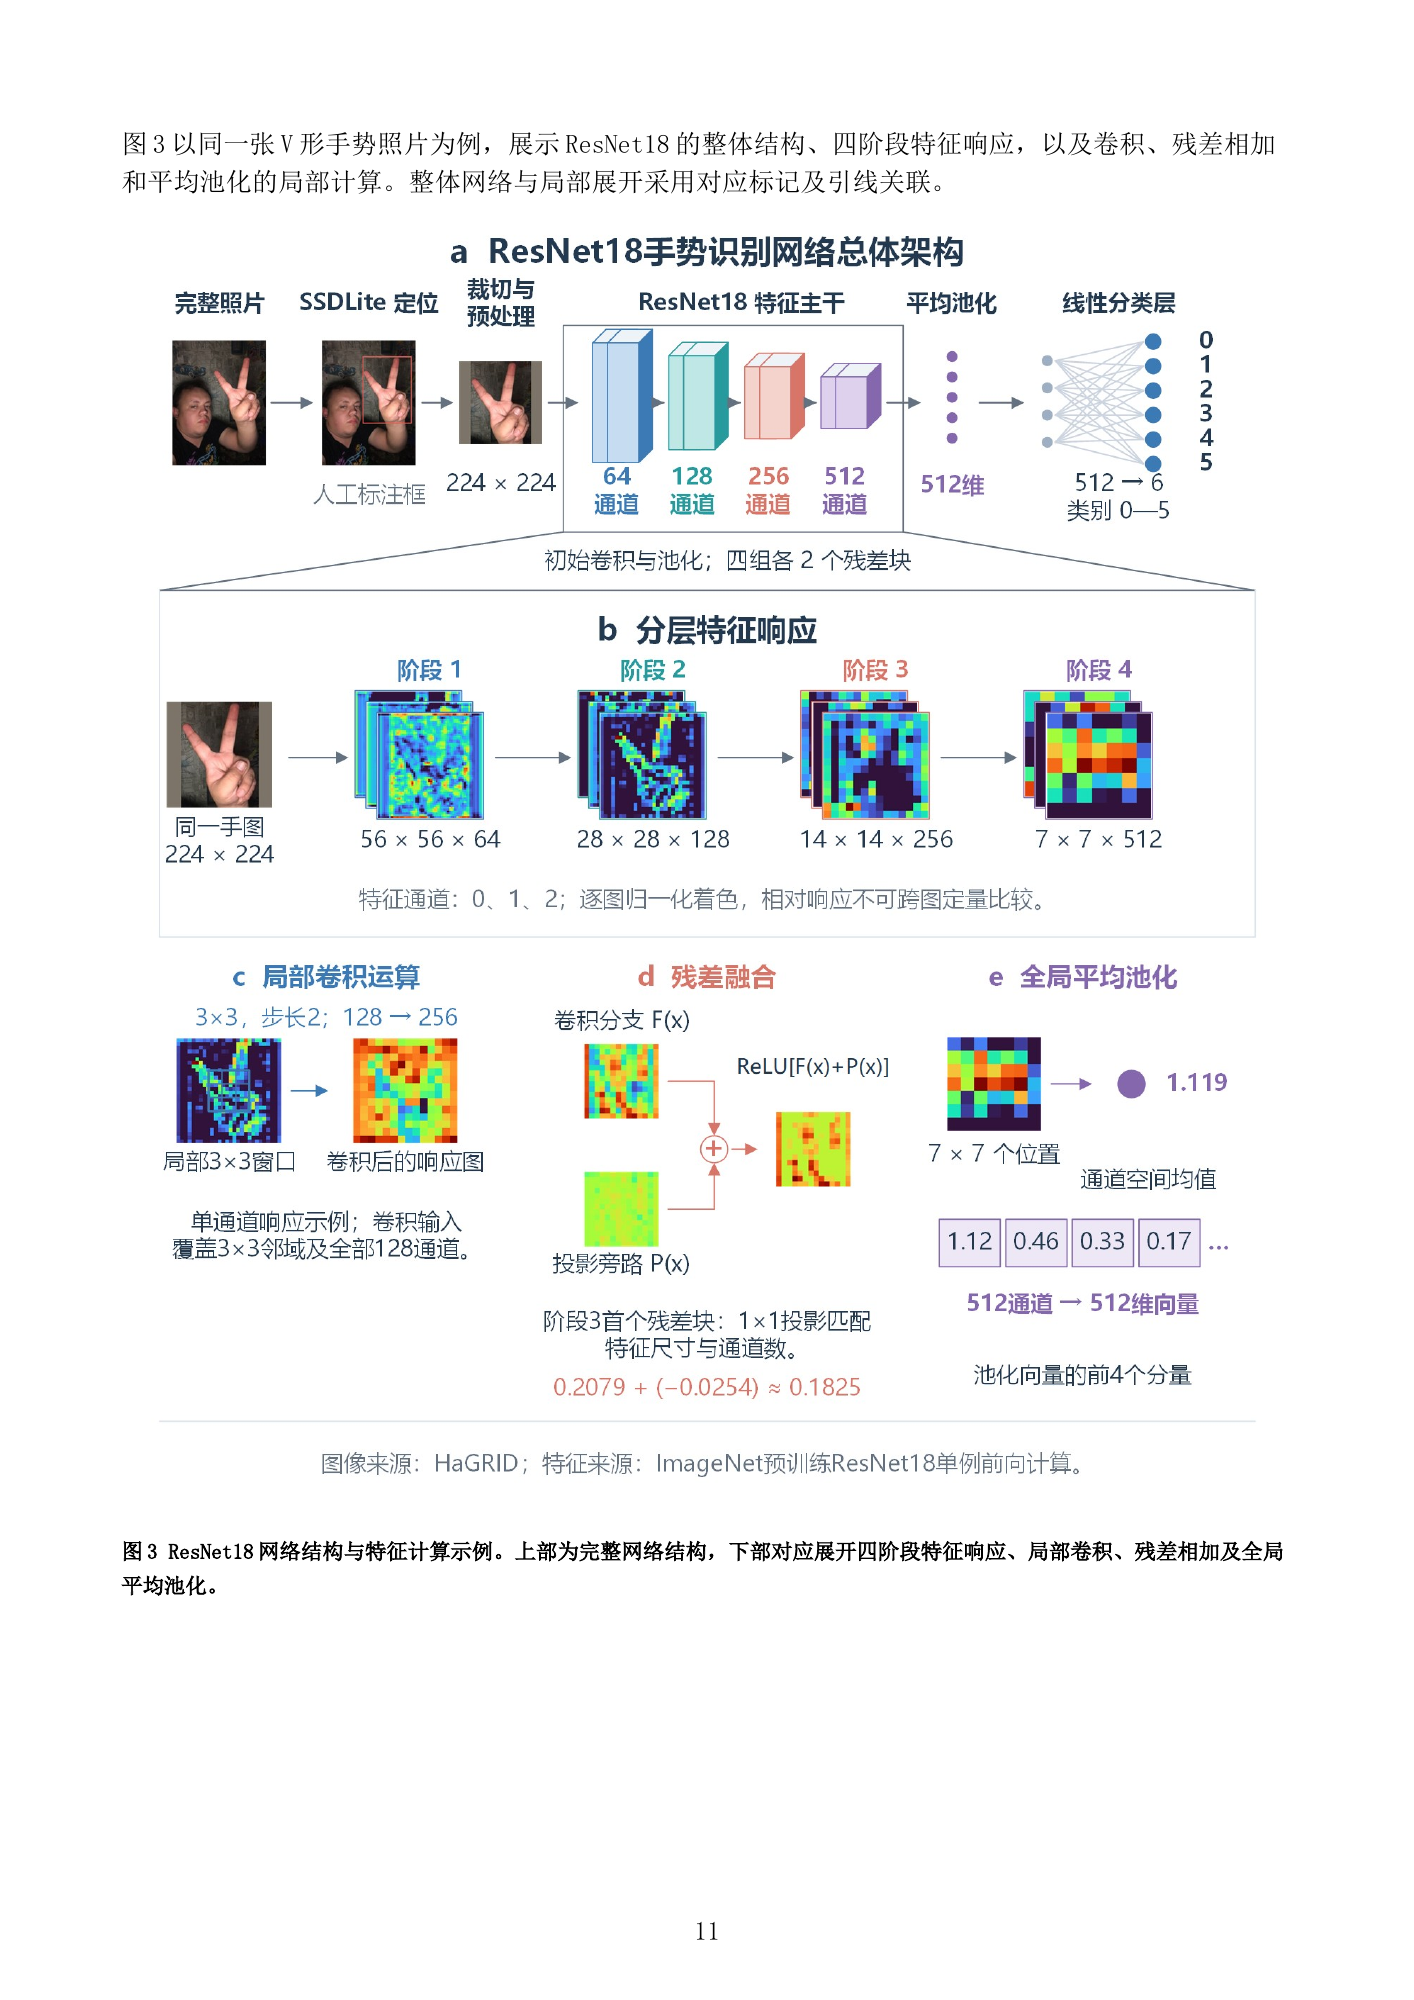 图 3 以同一张 V 形手势照片为例，展示 ResNet18 的整体结构、四阶段特征响应，以及卷积、残差相加
和平均池化的局部计算。整体网络与局部展开采用对应标记及引线关联。
a ResNet18手势识别网络总体架构
完整照片
SSDLite 定位
裁切与
预处理
ResNet18 特征主干
平均池化
线性分类层
0
1
2
3
4
5
人工标注框
224 × 224
64
通道
128
通道
256
通道
512
通道
512维
512 → 6
类别 0—5
初始卷积与池化；四组各 2 个残差块
b 分层特征响应
阶段 1
阶段 2
阶段 3
阶段 4
同一手图
224 × 224
56 × 56 × 64
28 × 28 × 128
14 × 14 × 256
7 × 7 × 512
特征通道：0、1、2；逐图归一化着色，相对响应不可跨图定量比较。
c 局部卷积运算
3×3，步长2；128 → 256
局部3×3窗口
卷积后的响应图
单通道响应示例；卷积输入
覆盖3×3邻域及全部128通道。
d 残差融合
卷积分支 F(x)
ReLU[F(x)+P(x)]
投影旁路 P(x)
阶段3首个残差块：1×1投影匹配
特征尺寸与通道数。
0.2079 + (−0.0254) ≈ 0.1825
e 全局平均池化
1.119
7 × 7 个位置
通道空间均值
1.12 0.46 0.33 0.17 ...
512通道 → 512维向量
池化向量的前4个分量
图像来源：HaGRID；特征来源：ImageNet预训练ResNet18单例前向计算。
图 3 ResNet18 网络结构与特征计算示例。上部为完整网络结构，下部对应展开四阶段特征响应、局部卷积、残差相加及全局
平均池化。
11